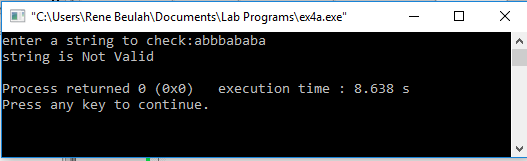 "C:\Users\Rene Beulah\Documents\Lab Programs\ex4a.exe"
enter a string to check:abbbababa
string is Not Valid
Process returned 0 (0x0)   execution time : 8.638 s
Press any key to continue.